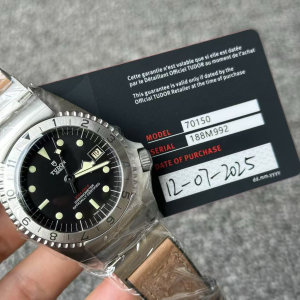 Cette garantie n'est valable que si elle est datée
par le Détaillant Officiel TUDOR au moment de l'achat
This guarantee is valid only if dated by the
Official TUDOR Retailer at the time of purchase
MODEL
70150
SERIAL
188M992
DATE OF PURCHASE
12-07-2025
dd.mm.yyyy
TUDOR